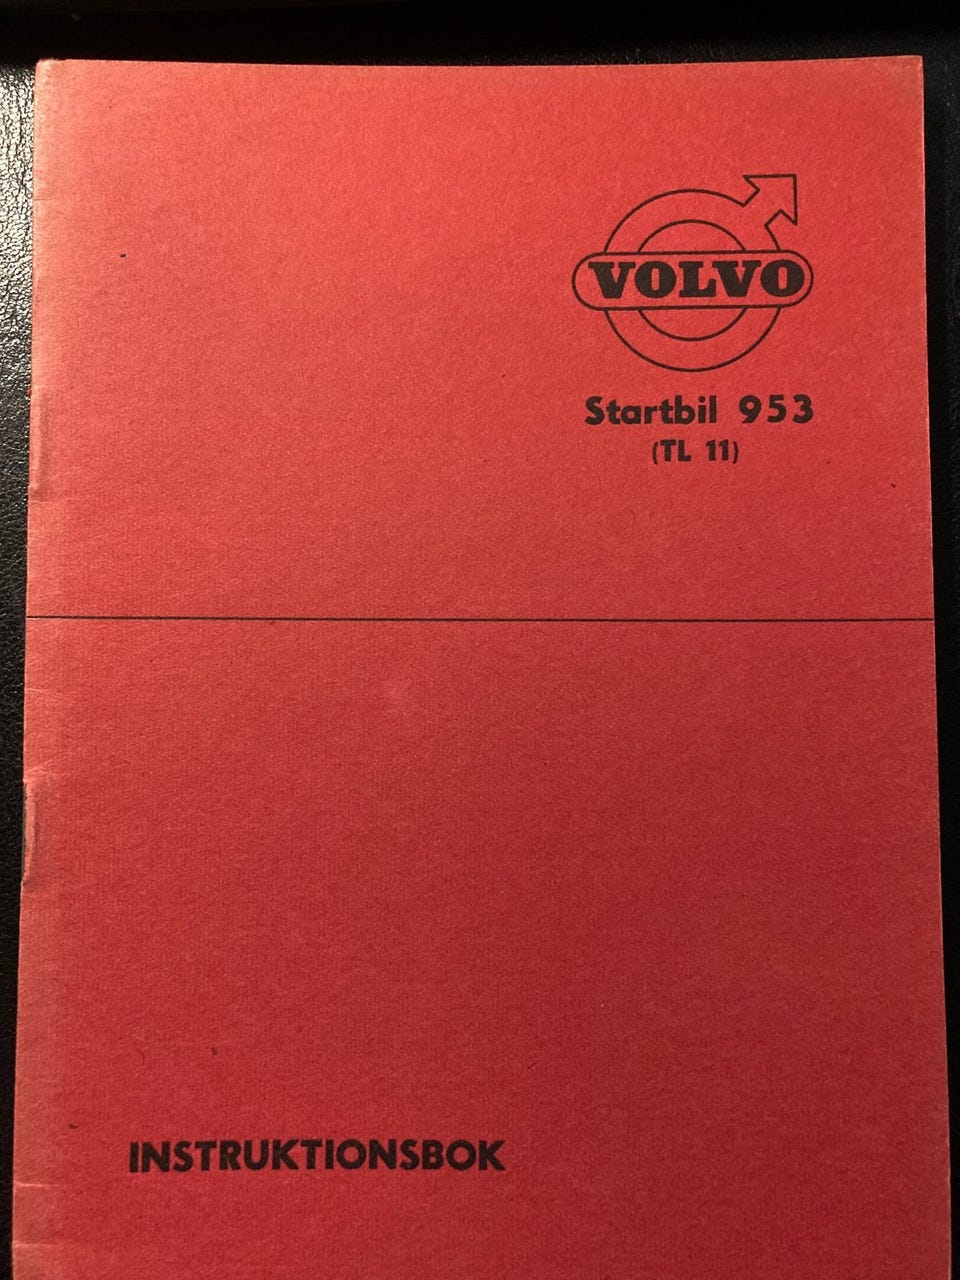 VOLVO
Startbil 953
(TL 11)
INSTRUKTIONSBOK